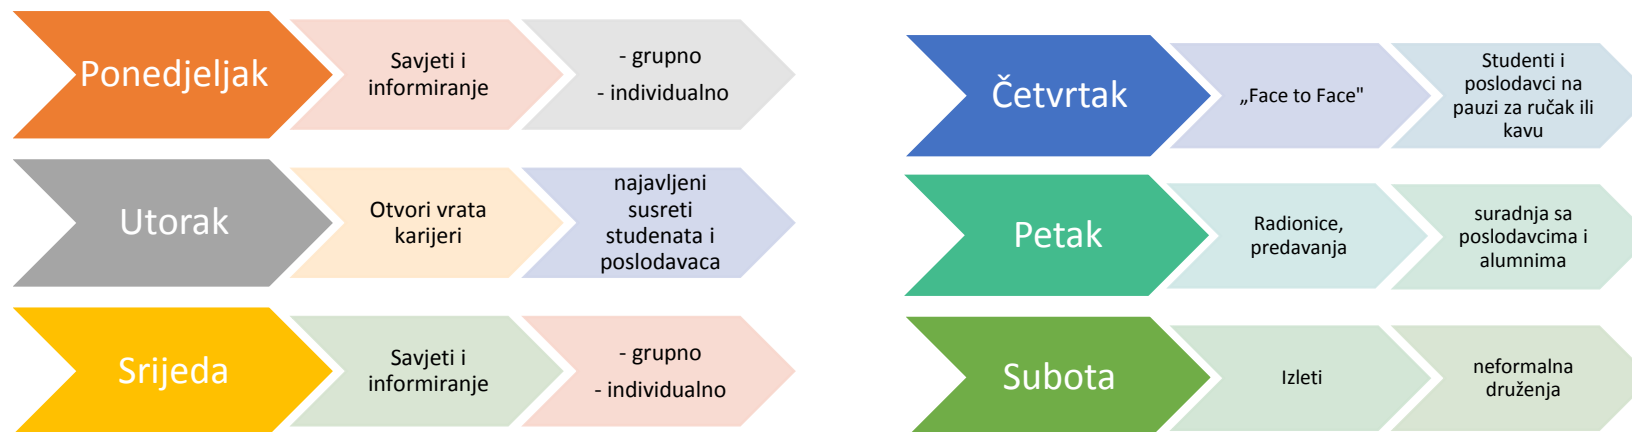 Ponedjeljak
Savjeti i
informiranje
- grupno
- individualno
Utorak
Otvori vrata
karijeri
najavljeni
susreti
studenata i
poslodavaca
Srijeda
Savjeti i
informiranje
- grupno
- individualno
Četvrtak
„Face to Face"
Studenti i
poslodavci na
pauzi za ručak ili
kavu
Petak
Radionice,
predavanja
suradnja sa
poslodavcima i
alumnima
Subota
Izleti
neformalna
druženja